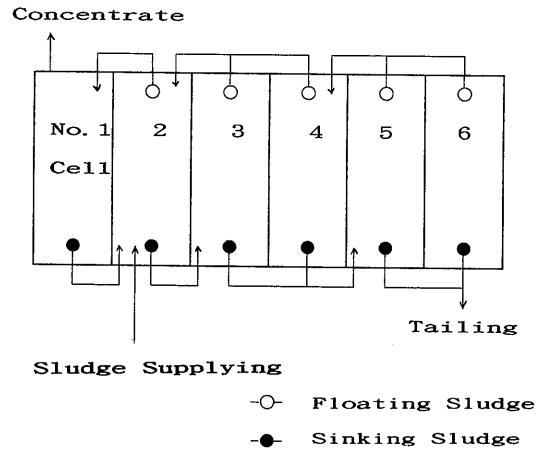 Concentrate
No. 1 2 3 4 5 6
Cell
Tailing
Sludge Supplying
Floating Sludge
Sinking Sludge